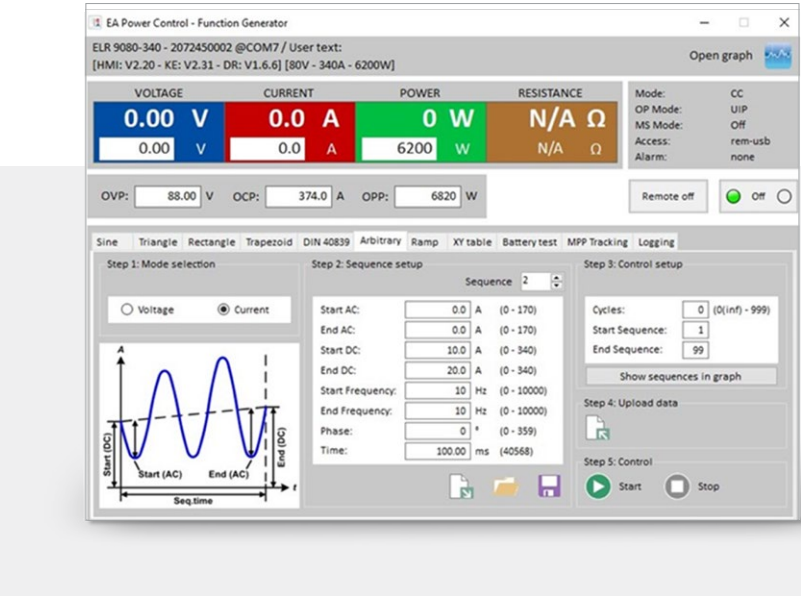 EA Power Control - Function Generator
ELR 9080-340 - 2072450002 @COM7 / User text:
[HMI: V2.20 - KE: V2.31 - DR: V1.6.6] [80V - 340A - 6200W]
Open graph
VOLTAGE CURRENT POWER RESISTANCE
0.00 V 0.0 A 0 W N/A Ω
0.00 V 0.0 A 6200 W N/A Ω
Mode: CC
OP Mode: UIP
MS Mode: Off
Access: rem-usb
Alarm: none
OVP: 88.00 V OCP: 374.0 A OPP: 6820 W
Remote off Off
Sine Triangle Rectangle Trapezoid DIN 40839 Arbitrary Ramp XY table Battery test MPP Tracking Logging
Step 1: Mode selection
Voltage Current
A
Start (DC)
Start (AC)
End (AC)
End (DC)
t
Seq.time
Step 2: Sequence setup
Sequence 2
Start AC: 0.0 A (0 - 170)
End AC: 0.0 A (0 - 170)
Start DC: 10.0 A (0 - 340)
End DC: 20.0 A (0 - 340)
Start Frequency: 10 Hz (0 - 10000)
End Frequency: 10 Hz (0 - 10000)
Phase: 0 ° (0 - 359)
Time: 100.00 ms (40568)
Step 3: Control setup
Cycles: 0 (0(inf) - 999)
Start Sequence: 1
End Sequence: 99
Show sequences in graph
Step 4: Upload data
Step 5: Control
Start Stop